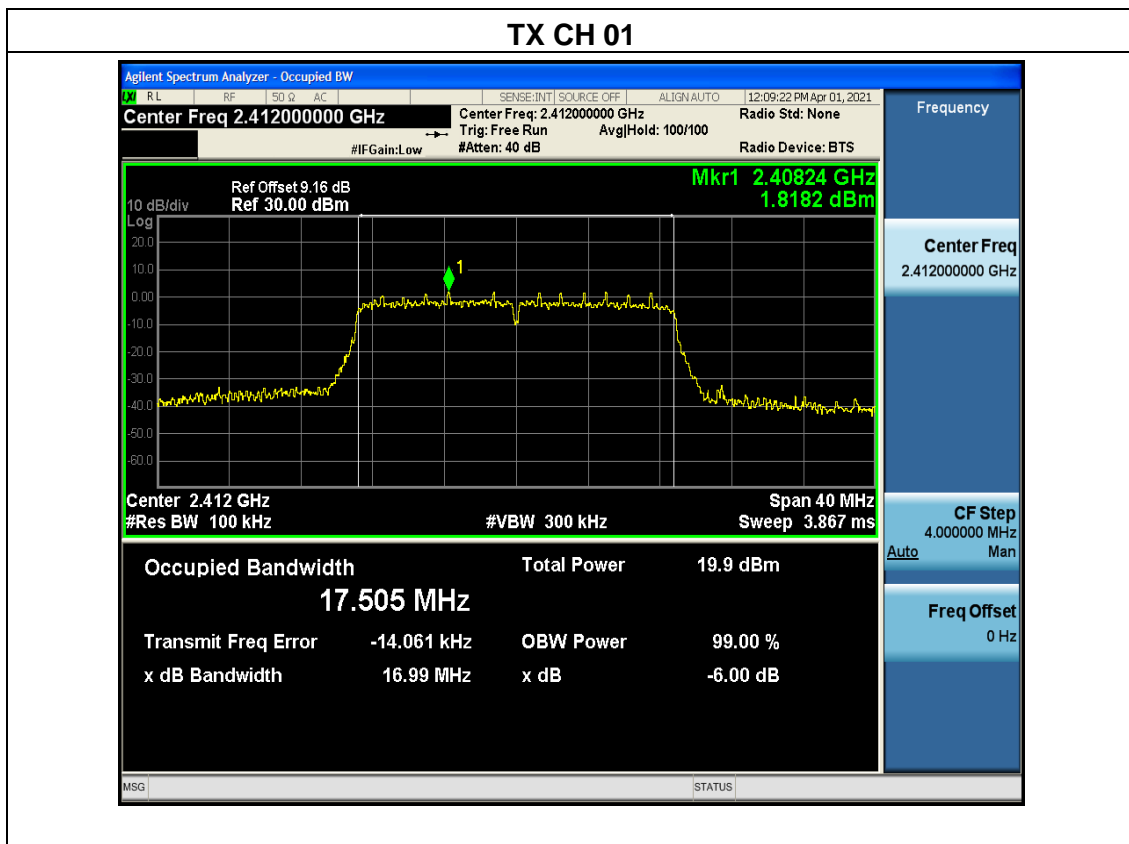 TX CH 01
Agilent Spectrum Analyzer - Occupied BW
LXI RL RF 50 Ω AC SENSE:INT SOURCE OFF ALIGN AUTO 12:09:22 PM Apr 01, 2021
Center Freq 2.412000000 GHz
Center Freq: 2.412000000 GHz
Radio Std: None
Trig: Free Run Avg|Hold: 100/100
#IFGain:Low #Atten: 40 dB Radio Device: BTS
Frequency
Mkr1 2.40824 GHz
1.8182 dBm
Ref Offset 9.16 dB
10 dB/div Ref 30.00 dBm
Log
20.0
10.0
0.00
-10.0
-20.0
-30.0
-40.0
-50.0
-60.0
1
Center 2.412 GHz Span 40 MHz
#Res BW 100 kHz #VBW 300 kHz Sweep 3.867 ms
Occupied Bandwidth Total Power 19.9 dBm
17.505 MHz
Transmit Freq Error -14.061 kHz OBW Power 99.00 %
x dB Bandwidth 16.99 MHz x dB -6.00 dB
Center Freq
2.412000000 GHz
CF Step
4.000000 MHz
Auto Man
Freq Offset
0 Hz
MSG STATUS